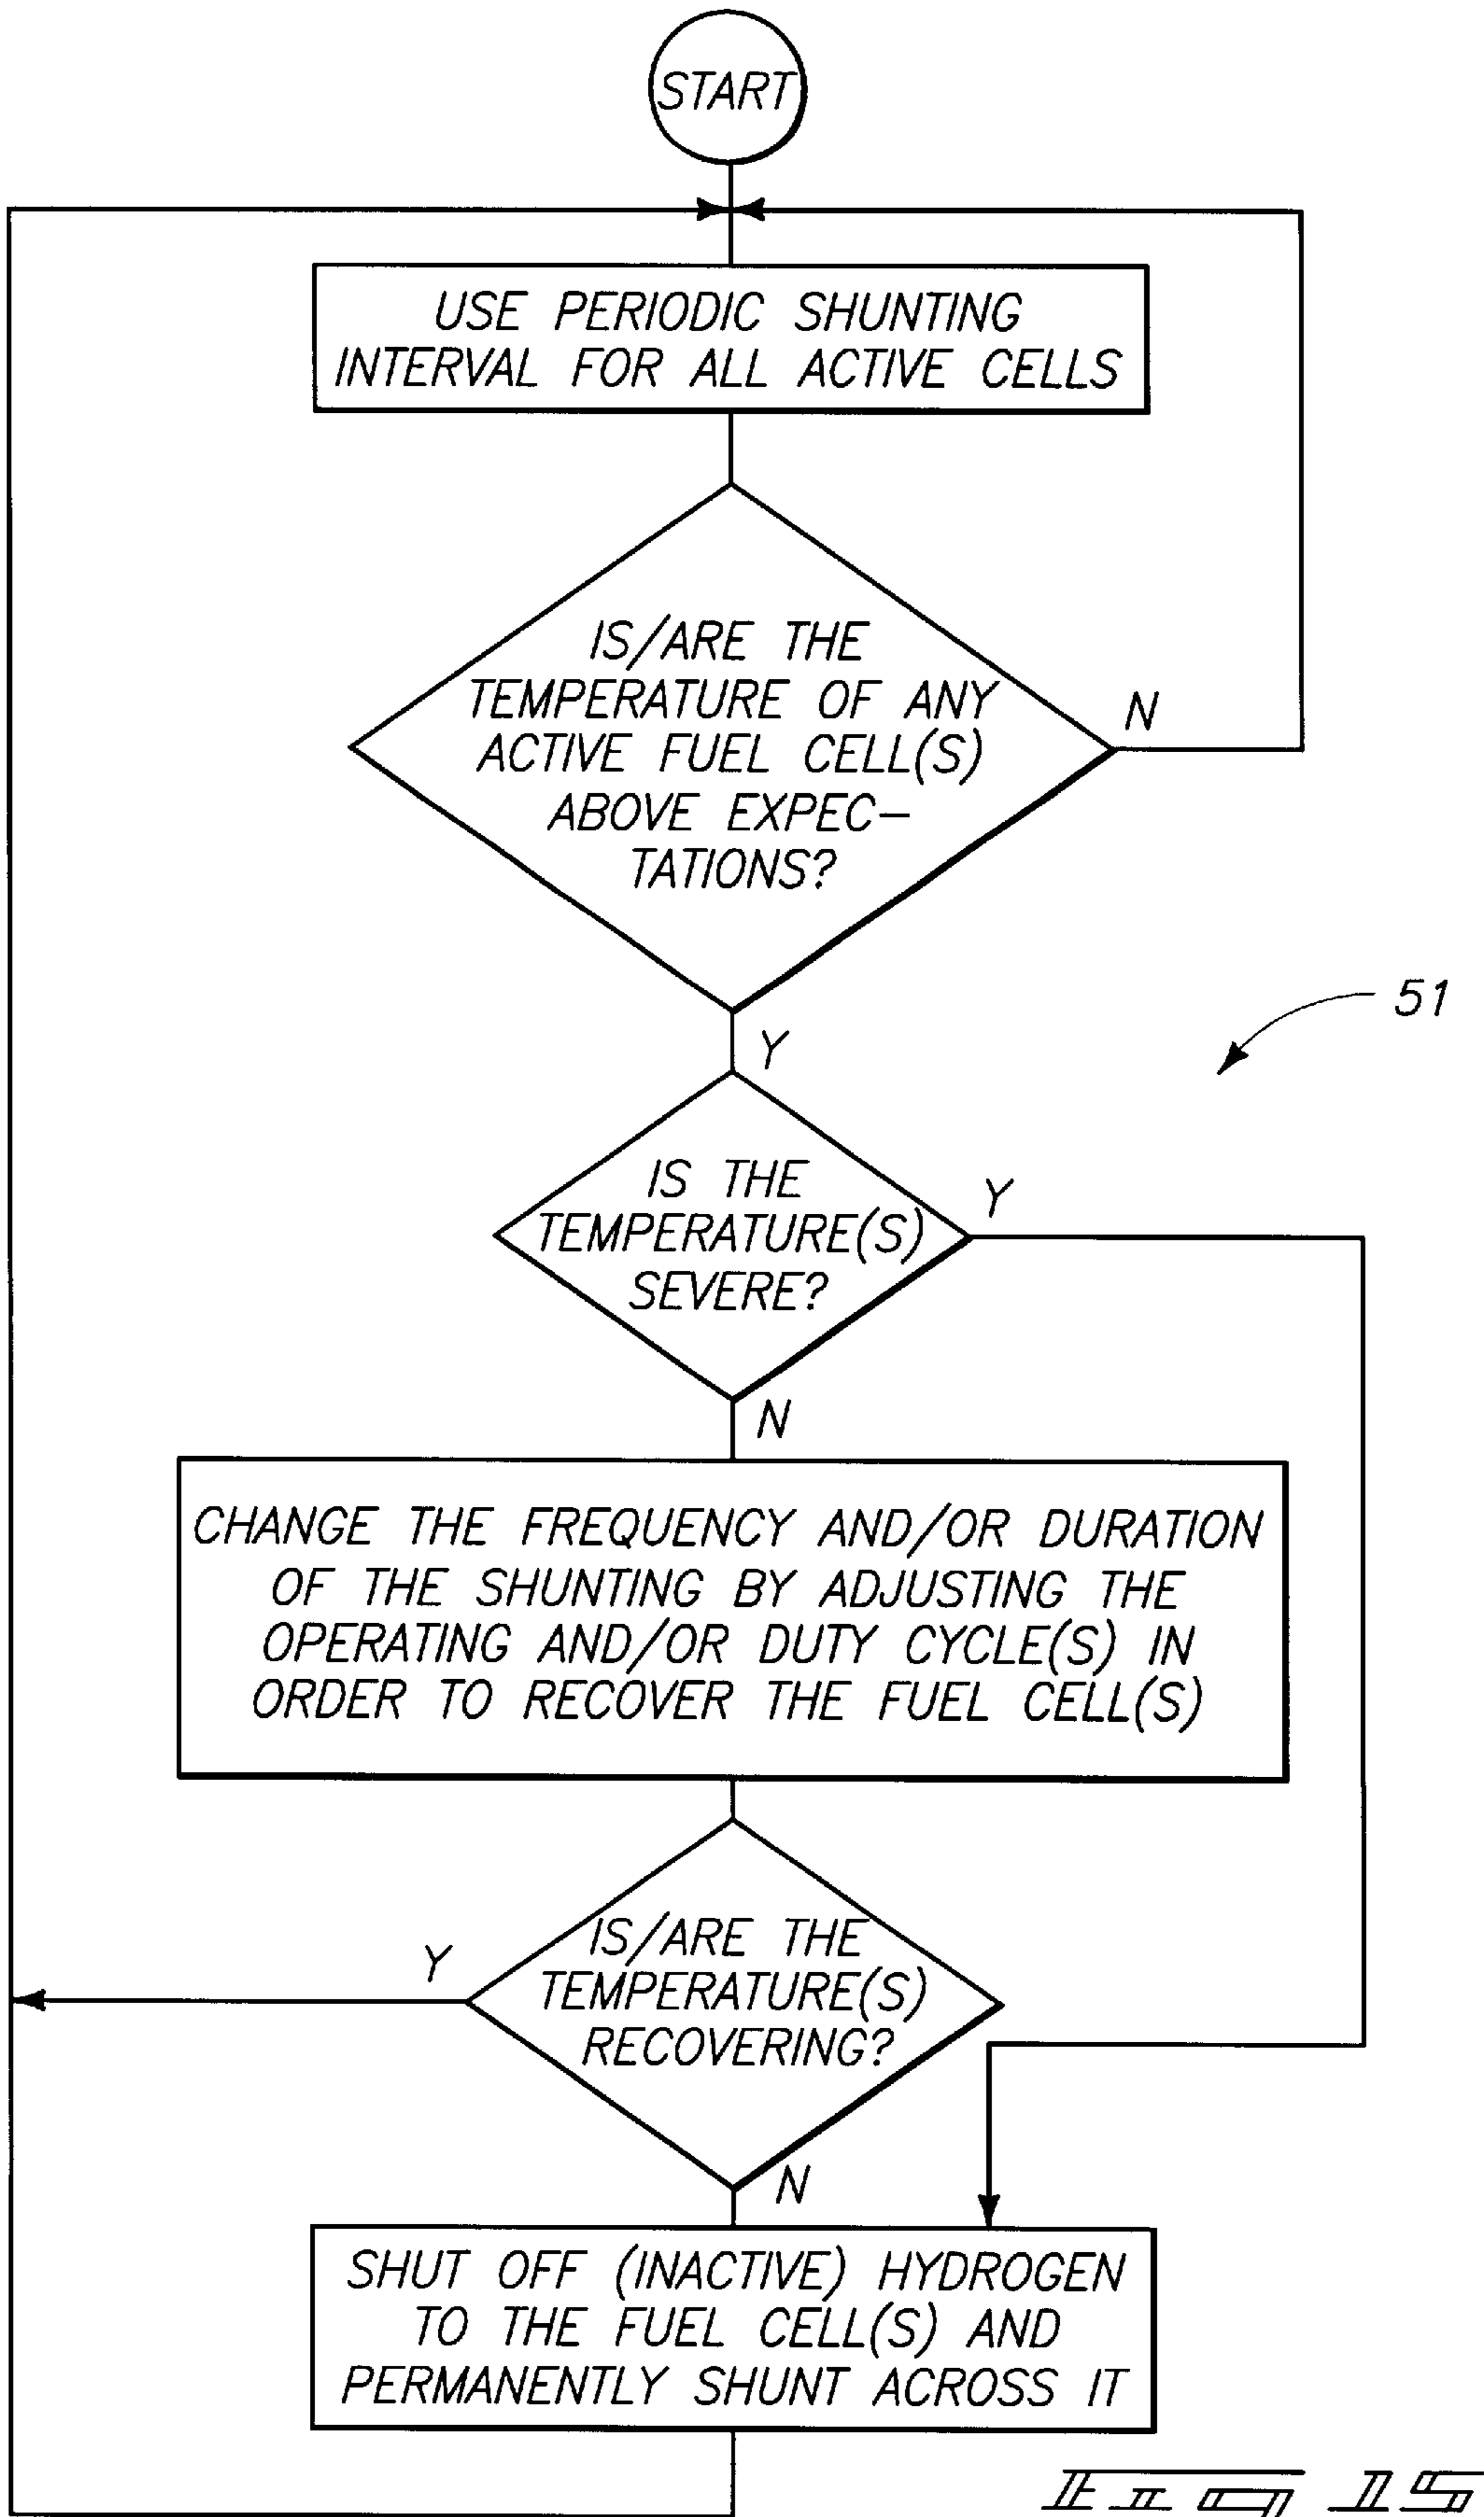 START
USE PERIODIC SHUNTING
INTERVAL FOR ALL ACTIVE CELLS
IS/ARE THE
TEMPERATURE OF ANY
ACTIVE FUEL CELL(S)
ABOVE EXPEC-
TATIONS?
N
51
Y
IS THE
TEMPERATURE(S)
SEVERE?
Y
N
CHANGE THE FREQUENCY AND/OR DURATION
OF THE SHUNTING BY ADJUSTING THE
OPERATING AND/OR DUTY CYCLE(S) IN
ORDER TO RECOVER THE FUEL CELL(S)
Y
IS/ARE THE
TEMPERATURE(S)
RECOVERING?
N
SHUT OFF (INACTIVE) HYDROGEN
TO THE FUEL CELL(S) AND
PERMANENTLY SHUNT ACROSS IT
FIG 15